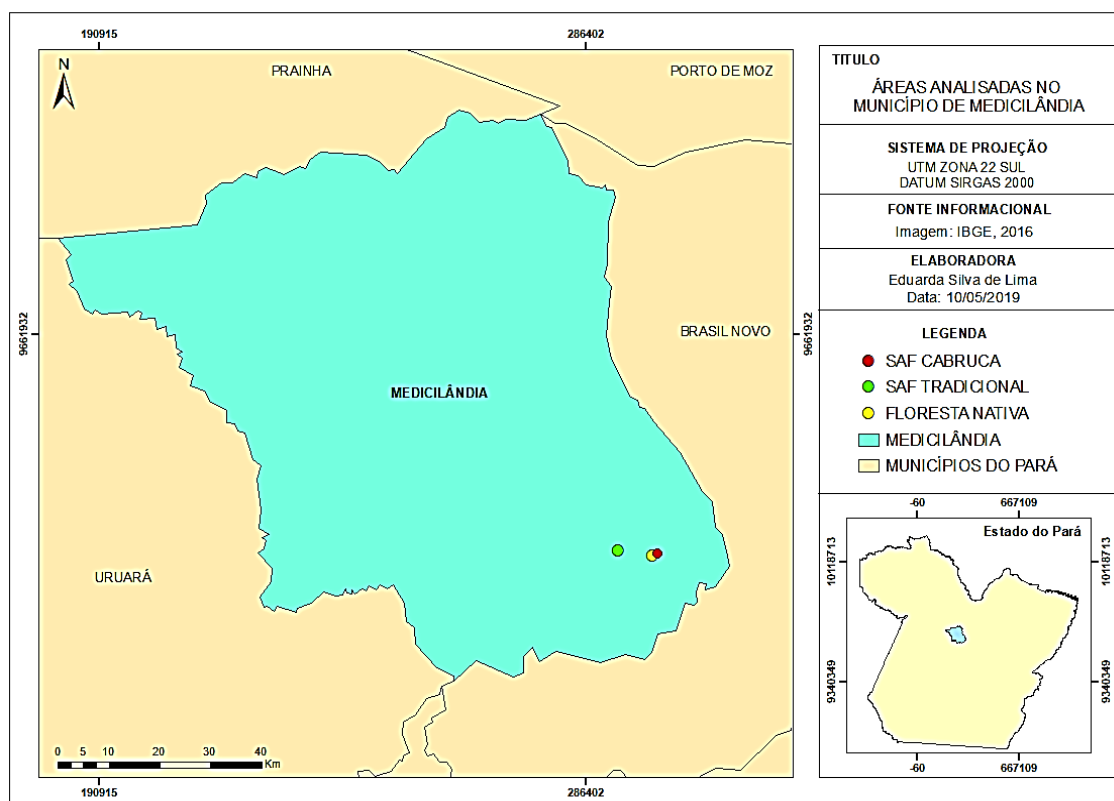 190915
286402
N
PRAINHA
PORTO DE MOZ
9661932
9661932
BRASIL NOVO
MEDICILÂNDIA
URUARÁ
0 5 10 20 30 40
Km
190915
286402
TITULO
ÁREAS ANALISADAS NO
MUNICÍPIO DE MEDICILÂNDIA
SISTEMA DE PROJEÇÃO
UTM ZONA 22 SUL
DATUM SIRGAS 2000
FONTE INFORMACIONAL
Imagem: IBGE, 2016
ELABORADORA
Eduarda Silva de Lima
Data: 10/05/2019
LEGENDA
SAF CABRUCA
SAF TRADICIONAL
FLORESTA NATIVA
MEDICILÂNDIA
MUNICÍPIOS DO PARÁ
-60
667109
Estado do Pará
10118713
10118713
9340349
9340349
-60
667109